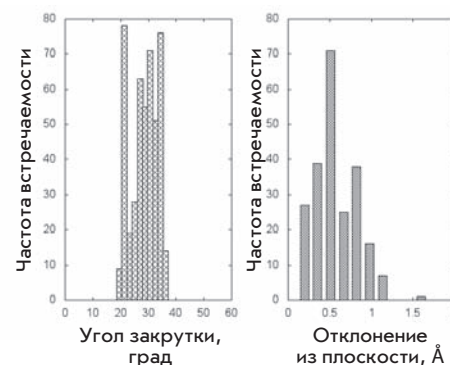 Частота встречаемости
80
70
60
50
40
30
20
10
0
0 10 20 30 40 50 60
Угол закрутки,
град
Частота встречаемости
80
70
60
50
40
30
20
10
0
0 0.5 1 1.5
Отклонение
из плоскости, Å